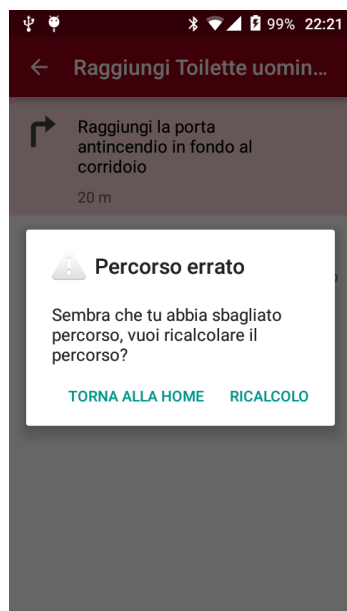 99% 22:21
Raggiungi Toilette uomin...
Raggiungi la porta
antincendio in fondo al
corridoio
20 m
Percorso errato
Sembra che tu abbia sbagliato
percorso, vuoi ricalcolare il
percorso?
TORNA ALLA HOME RICALCOLO